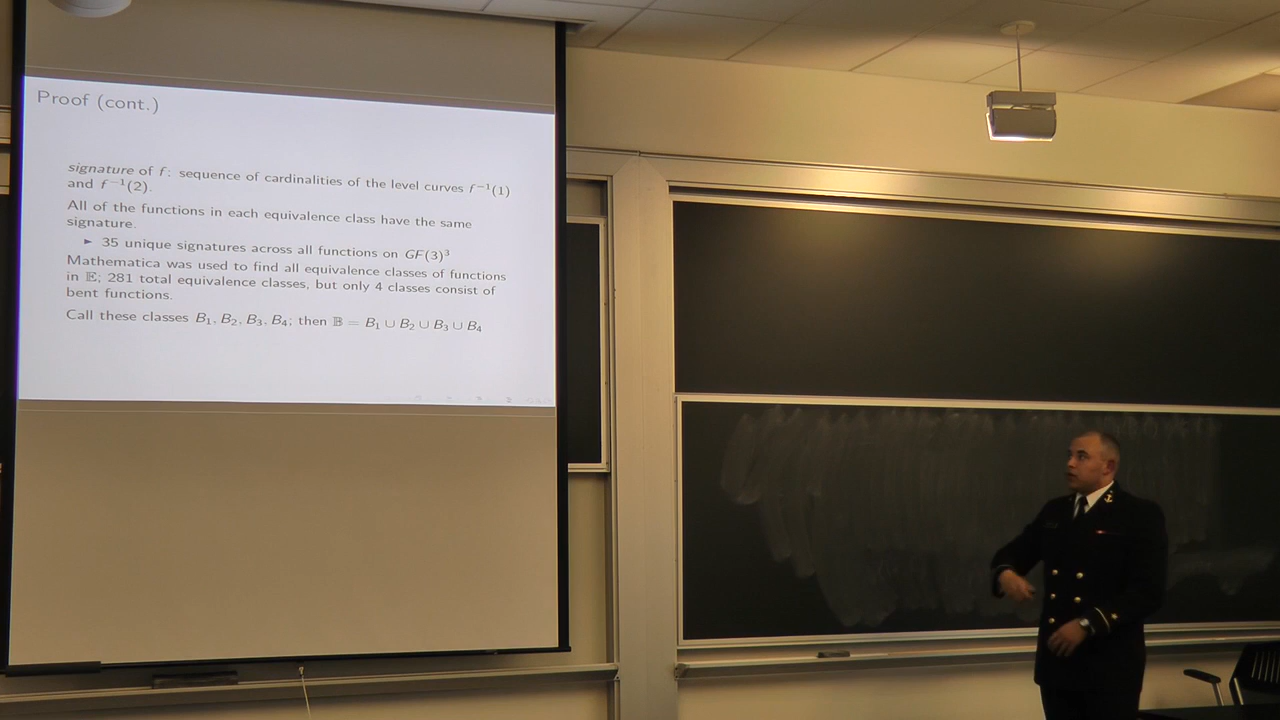 Proof (cont.)
signature of f: sequence of cardinalities of the level curves f⁻¹(1)
and f⁻¹(2).
All of the functions in each equivalence class have the same
signature.
► 35 unique signatures across all functions on GF(3)³
Mathematica was used to find all equivalence classes of functions
in 𝔼; 281 total equivalence classes, but only 4 classes consist of
bent functions.
Call these classes B₁, B₂, B₃, B₄; then 𝔹 = B₁ ∪ B₂ ∪ B₃ ∪ B₄